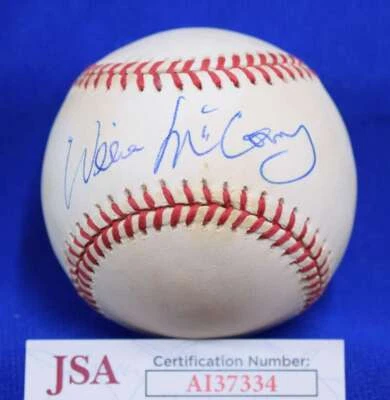 Willie McCovey
JSA
Certification Number:
AI37334